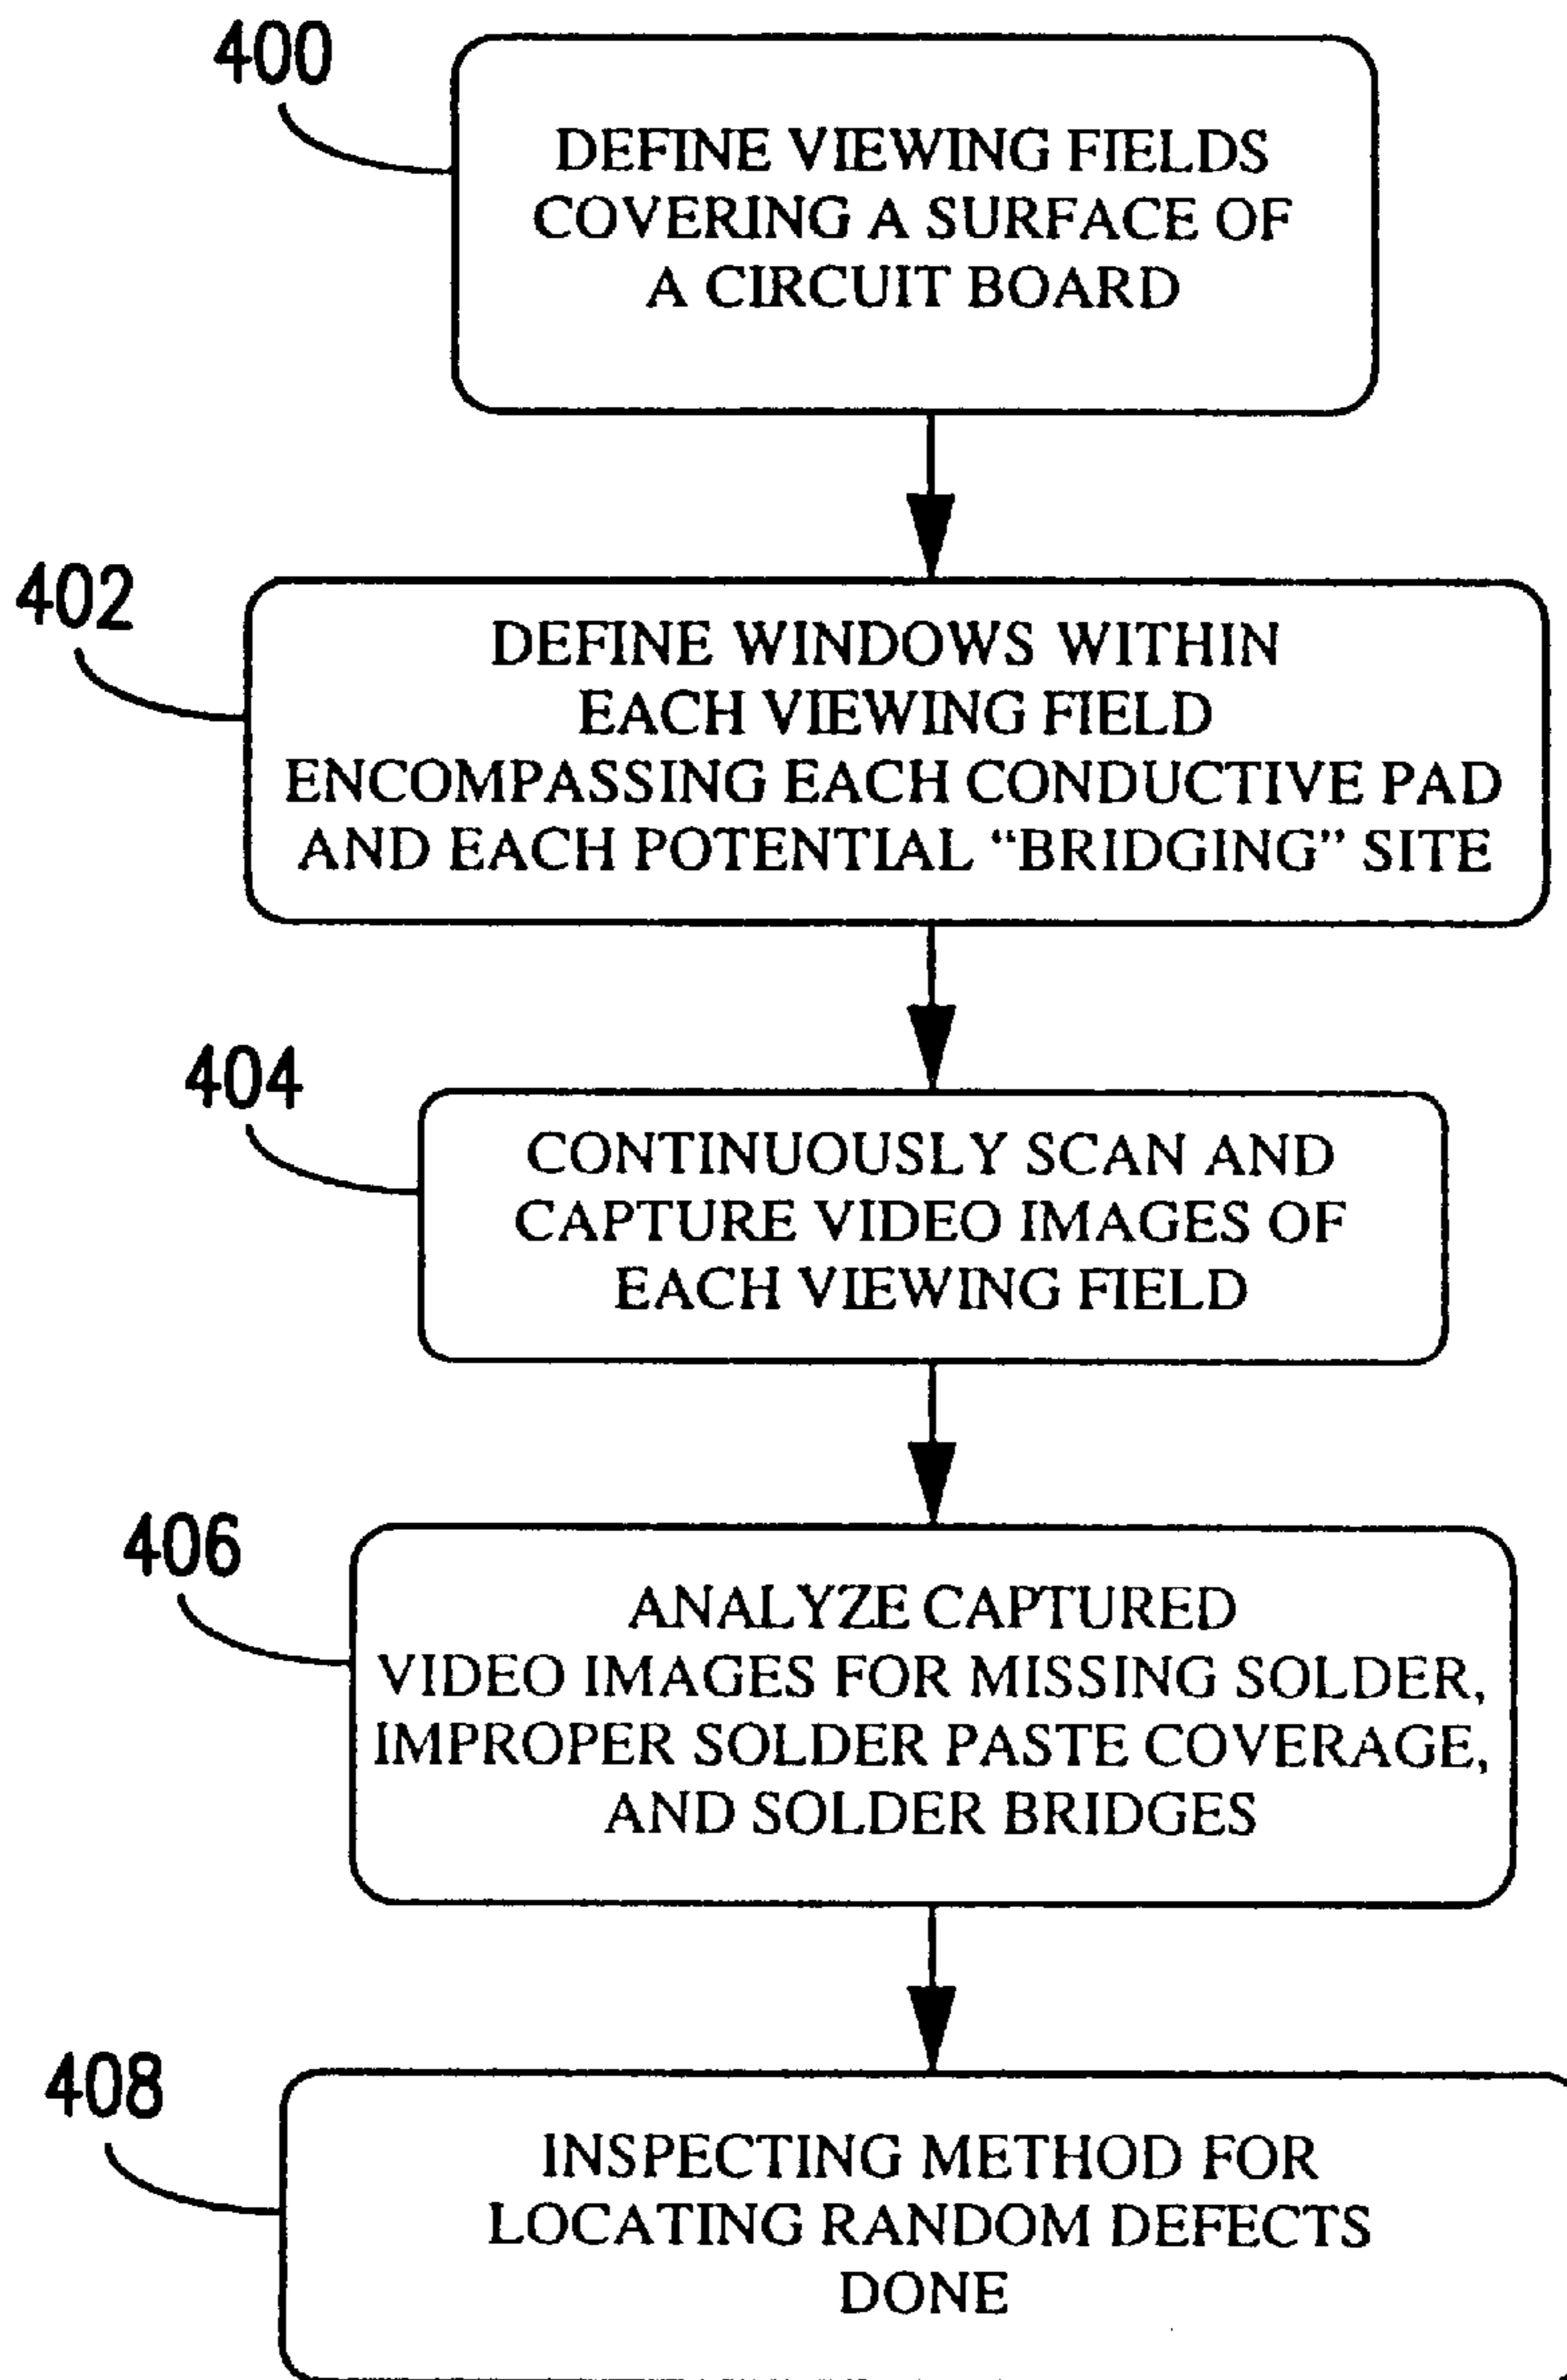 400
DEFINE VIEWING FIELDS
COVERING A SURFACE OF
A CIRCUIT BOARD
402
DEFINE WINDOWS WITHIN
EACH VIEWING FIELD
ENCOMPASSING EACH CONDUCTIVE PAD
AND EACH POTENTIAL “BRIDGING” SITE
404
CONTINUOUSLY SCAN AND
CAPTURE VIDEO IMAGES OF
EACH VIEWING FIELD
406
ANALYZE CAPTURED
VIDEO IMAGES FOR MISSING SOLDER,
IMPROPER SOLDER PASTE COVERAGE,
AND SOLDER BRIDGES
408
INSPECTING METHOD FOR
LOCATING RANDOM DEFECTS
DONE